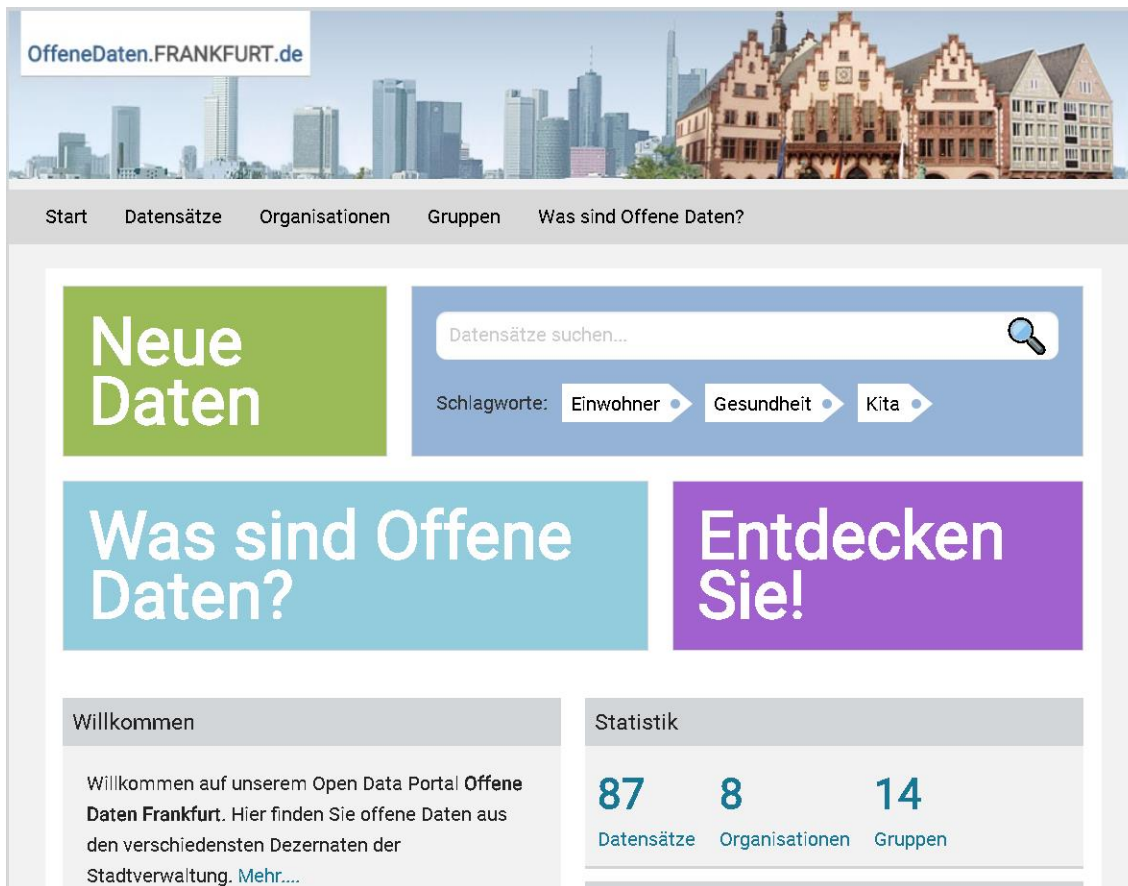 OffeneDaten.FRANKFURT.de
Start Datensätze Organisationen Gruppen Was sind Offene Daten?
Neue
Daten
Datensätze suchen...
Schlagworte: Einwohner Gesundheit Kita
Was sind Offene
Daten?
Entdecken
Sie!
Willkommen
Willkommen auf unserem Open Data Portal Offene
Daten Frankfurt. Hier finden Sie offene Daten aus
den verschiedensten Dezernaten der
Stadtverwaltung. Mehr....
Statistik
87 8 14
Datensätze Organisationen Gruppen